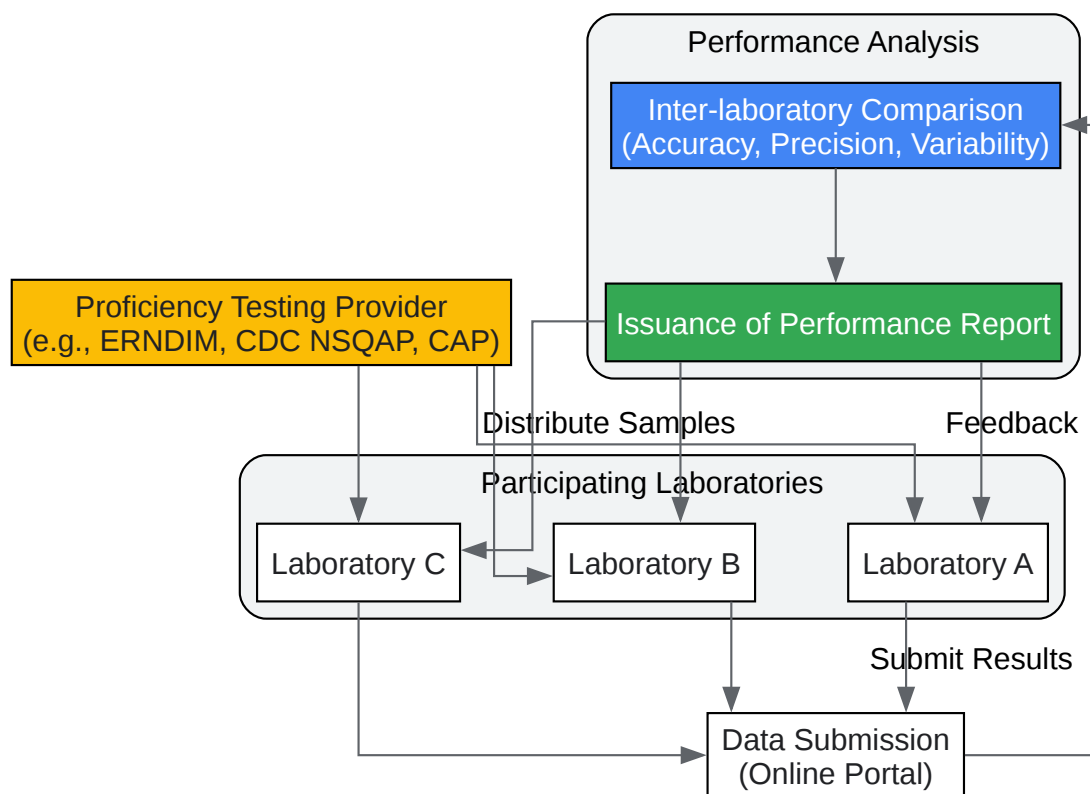 Performance Analysis
Inter-laboratory Comparison
(Accuracy, Precision, Variability)
Proficiency Testing Provider
(e.g., ERNDIM, CDC NSQAP, CAP)
Issuance of Performance Report
Distribute Samples
Feedback
Participating Laboratories
Laboratory C
Laboratory B
Laboratory A
Submit Results
Data Submission
(Online Portal)